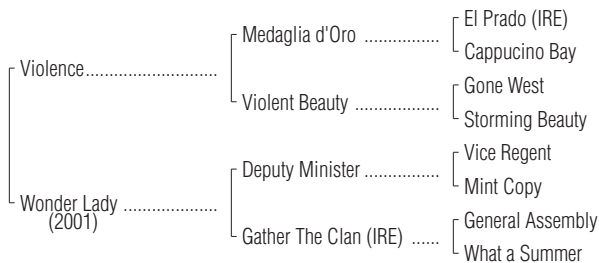 El Prado (IRE)
Medaglia d'Oro ..................
Cappucino Bay
Violence.............................
Gone West
Violent Beauty ...................
Storming Beauty
Vice Regent
Deputy Minister .................
Mint Copy
Wonder Lady .....................
(2001)
General Assembly
Gather The Clan (IRE) ......
What a Summer